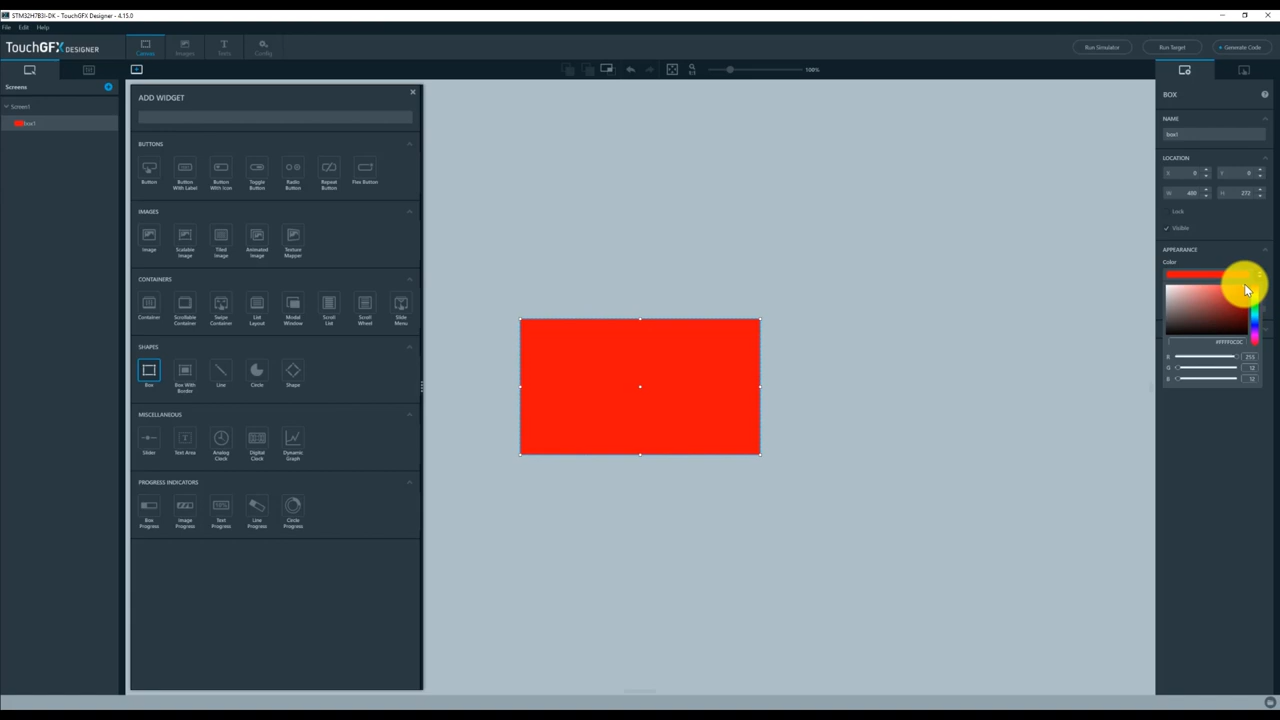 STM32H7B3I-DK - TouchGFX Designer - 4.15.0
File Edit Help
TouchGFX DESIGNER
Canvas
Images
Texts
Config
Run Simulator
Run Target
Generate Code
100%
Screens
Screen1
box1
ADD WIDGET
BUTTONS
Button
Button With Label
Button With Icon
Toggle Button
Radio Button
Repeat Button
Flex Button
IMAGES
Image
Scalable Image
Tiled Image
Animated Image
Texture Mapper
CONTAINERS
Container
Scrollable Container
Swipe Container
List Layout
Modal Window
Scroll List
Scroll Wheel
Slide Menu
SHAPES
Box
Box With Border
Line
Circle
Shape
MISCELLANEOUS
Slider
Text Area
Analog Clock
Digital Clock
Dynamic Graph
PROGRESS INDICATORS
Box Progress
Image Progress
Text Progress
Line Progress
Circle Progress
BOX
NAME
box1
LOCATION
X 0 Y 0
W 480 H 272
Lock
Visible
APPEARANCE
Color
#FFFF0C0C
R 255
G 12
B 12